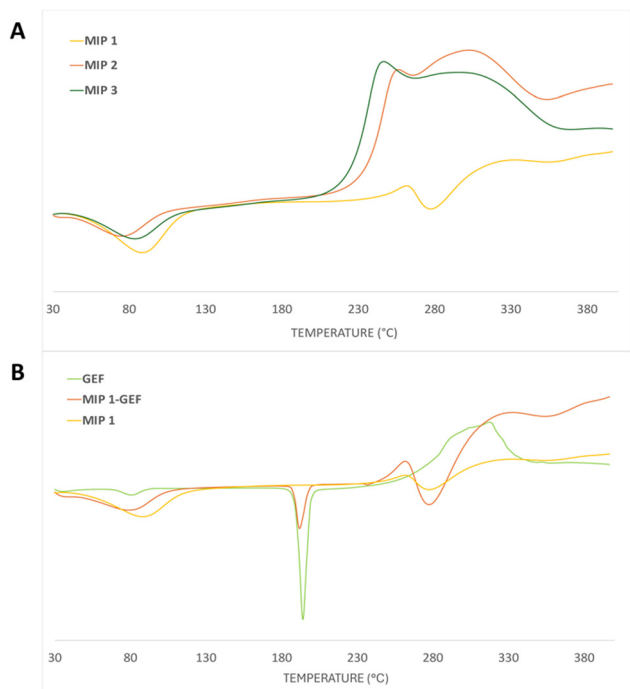 A
MIP 1
MIP 2
MIP 3
30 80 130 180 230 280 330 380
TEMPERATURE (°C)
B
GEF
MIP 1-GEF
MIP 1
30 80 130 180 230 280 330 380
TEMPERATURE (°C)